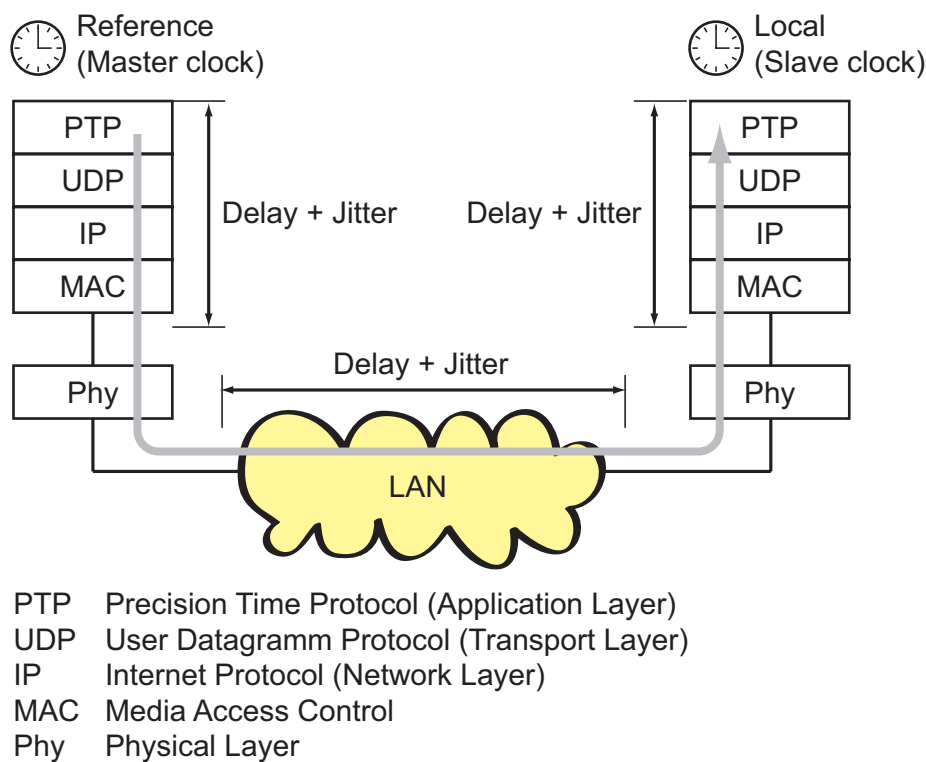 Reference
(Master clock)
Local
(Slave clock)
PTP
UDP
IP
MAC
Phy
Delay + Jitter
Delay + Jitter
PTP
UDP
IP
MAC
Phy
Delay + Jitter
LAN
PTP Precision Time Protocol (Application Layer)
UDP User Datagramm Protocol (Transport Layer)
IP Internet Protocol (Network Layer)
MAC Media Access Control
Phy Physical Layer